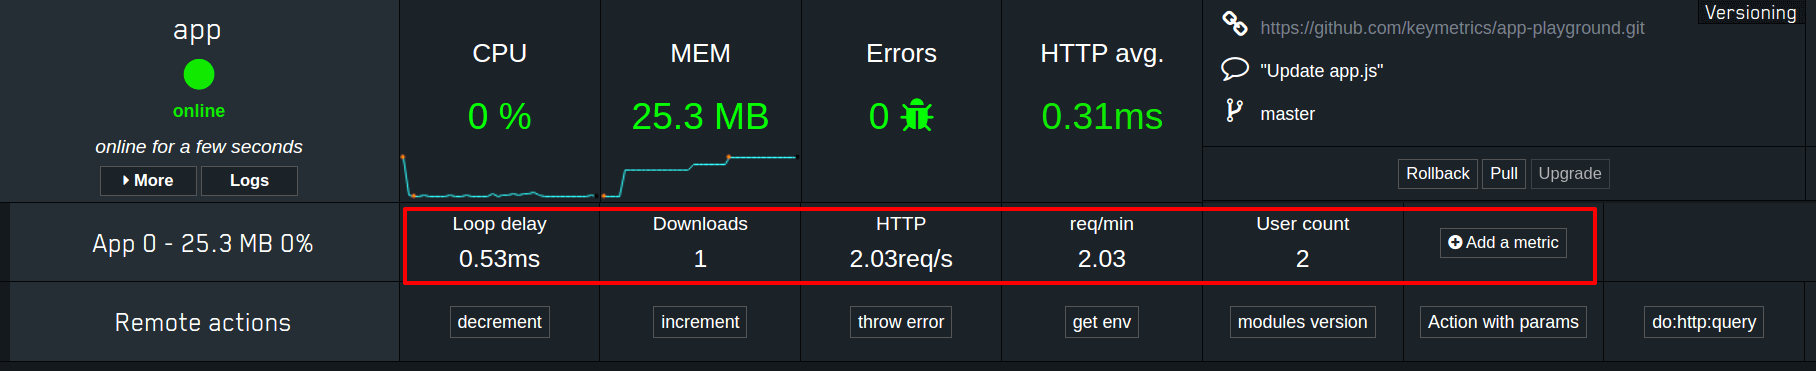 app
online
online for a few seconds
More
Logs
CPU
0 %
MEM
25.3 MB
Errors
0
HTTP avg.
0.31ms
Versioning
https://github.com/keymetrics/app-playground.git
"Update app.js"
master
Rollback
Pull
Upgrade
App 0 - 25.3 MB 0%
Loop delay
0.53ms
Downloads
1
HTTP
2.03req/s
req/min
2.03
User count
2
Add a metric
Remote actions
decrement
increment
throw error
get env
modules version
Action with params
do:http:query